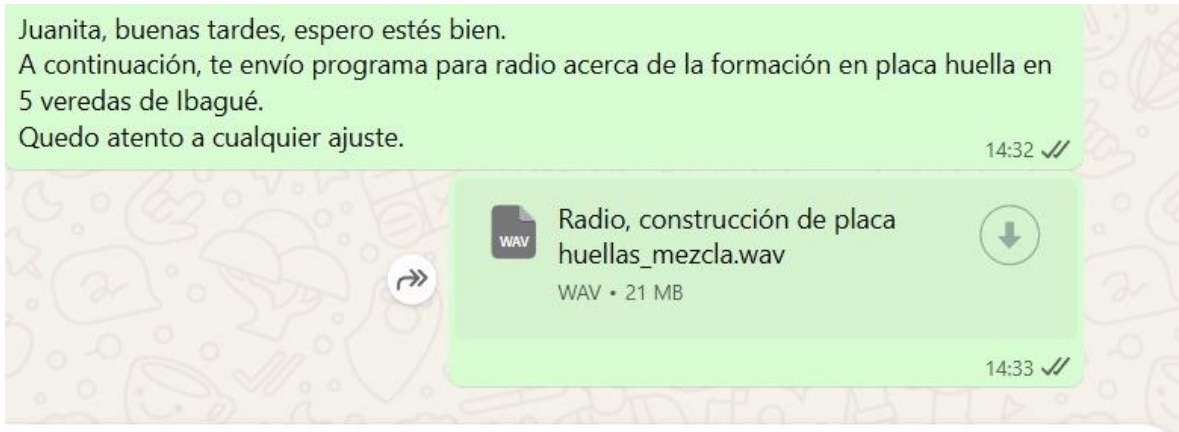 Juanita, buenas tardes, espero estés bien.
A continuación, te envío programa para radio acerca de la formación en placa huella en
5 veredas de Ibagué.
Quedo atento a cualquier ajuste.
14:32
WAV
Radio, construcción de placa
huellas_mezcla.wav
WAV • 21 MB
14:33